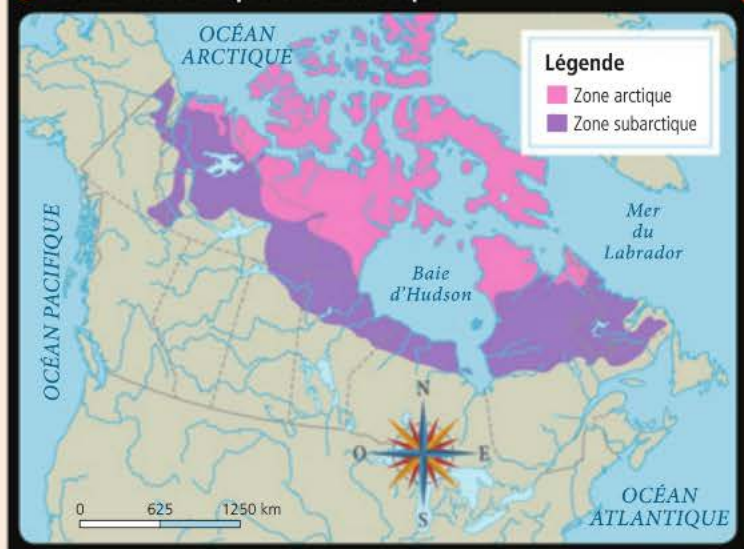 OCÉAN
ARCTIQUE
Légende
Zone arctique
Zone subarctique
Mer
du
Labrador
OCÉAN PACIFIQUE
Baie
d'Hudson
N
O
E
S
0 625 1250 km
OCÉAN
ATLANTIQUE